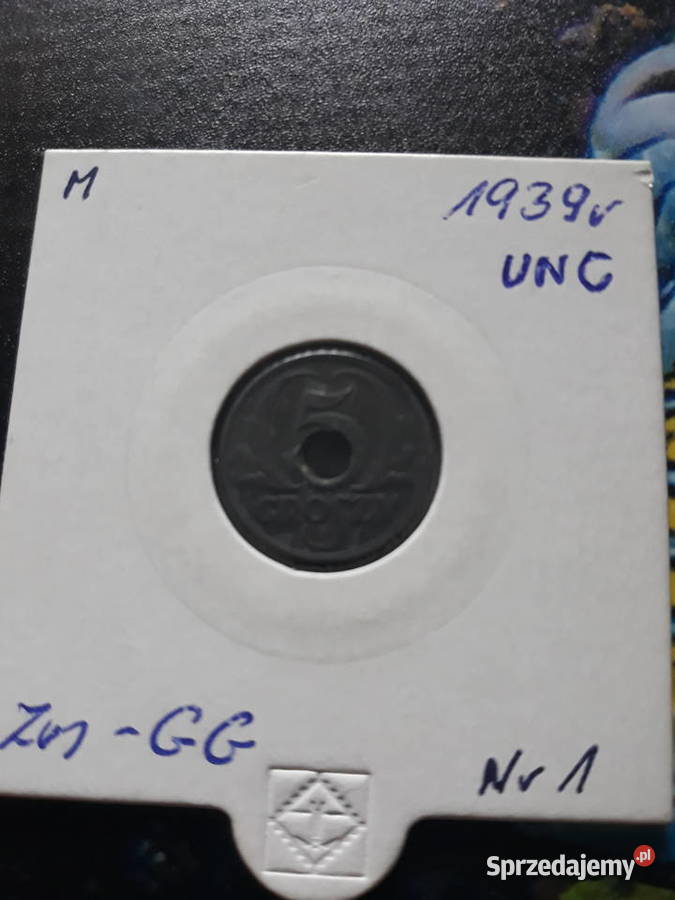 M
1939r
UNC
5
GROSZY
Zn - GG
Nr 1
Sprzedajemy.pl